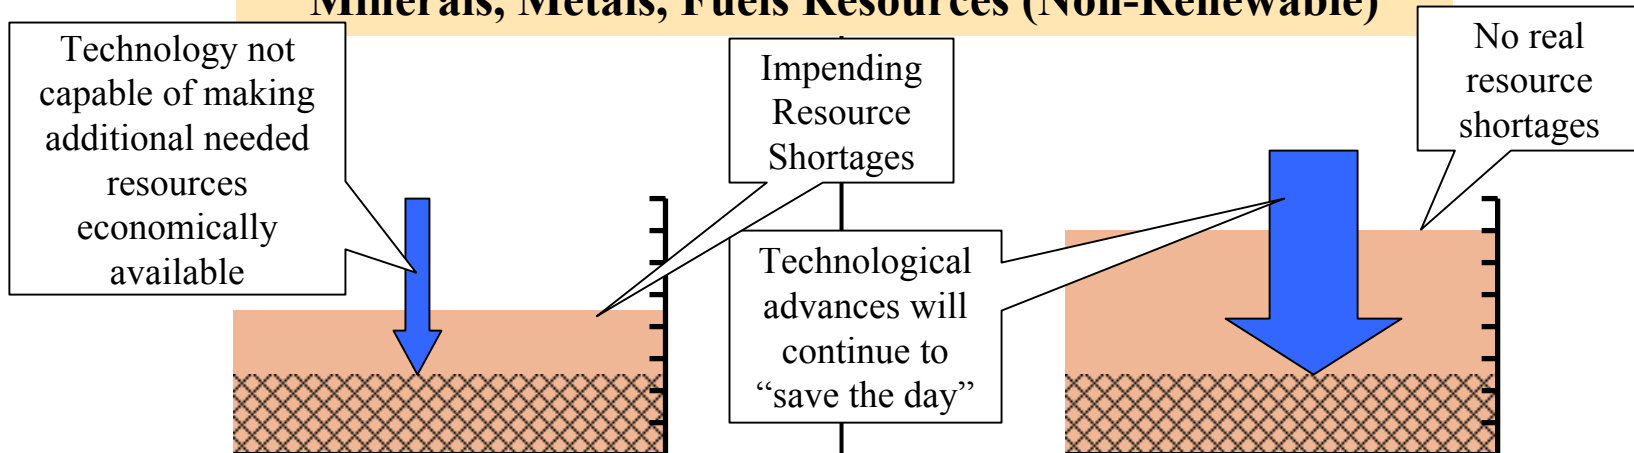 Minerals, Metals, Fuels Resources (Non-Renewable)
Technology not
capable of making
additional needed
resources
economically
available
Impending
Resource
Shortages
Technological
advances will
continue to
“save the day”
No real
resource
shortages